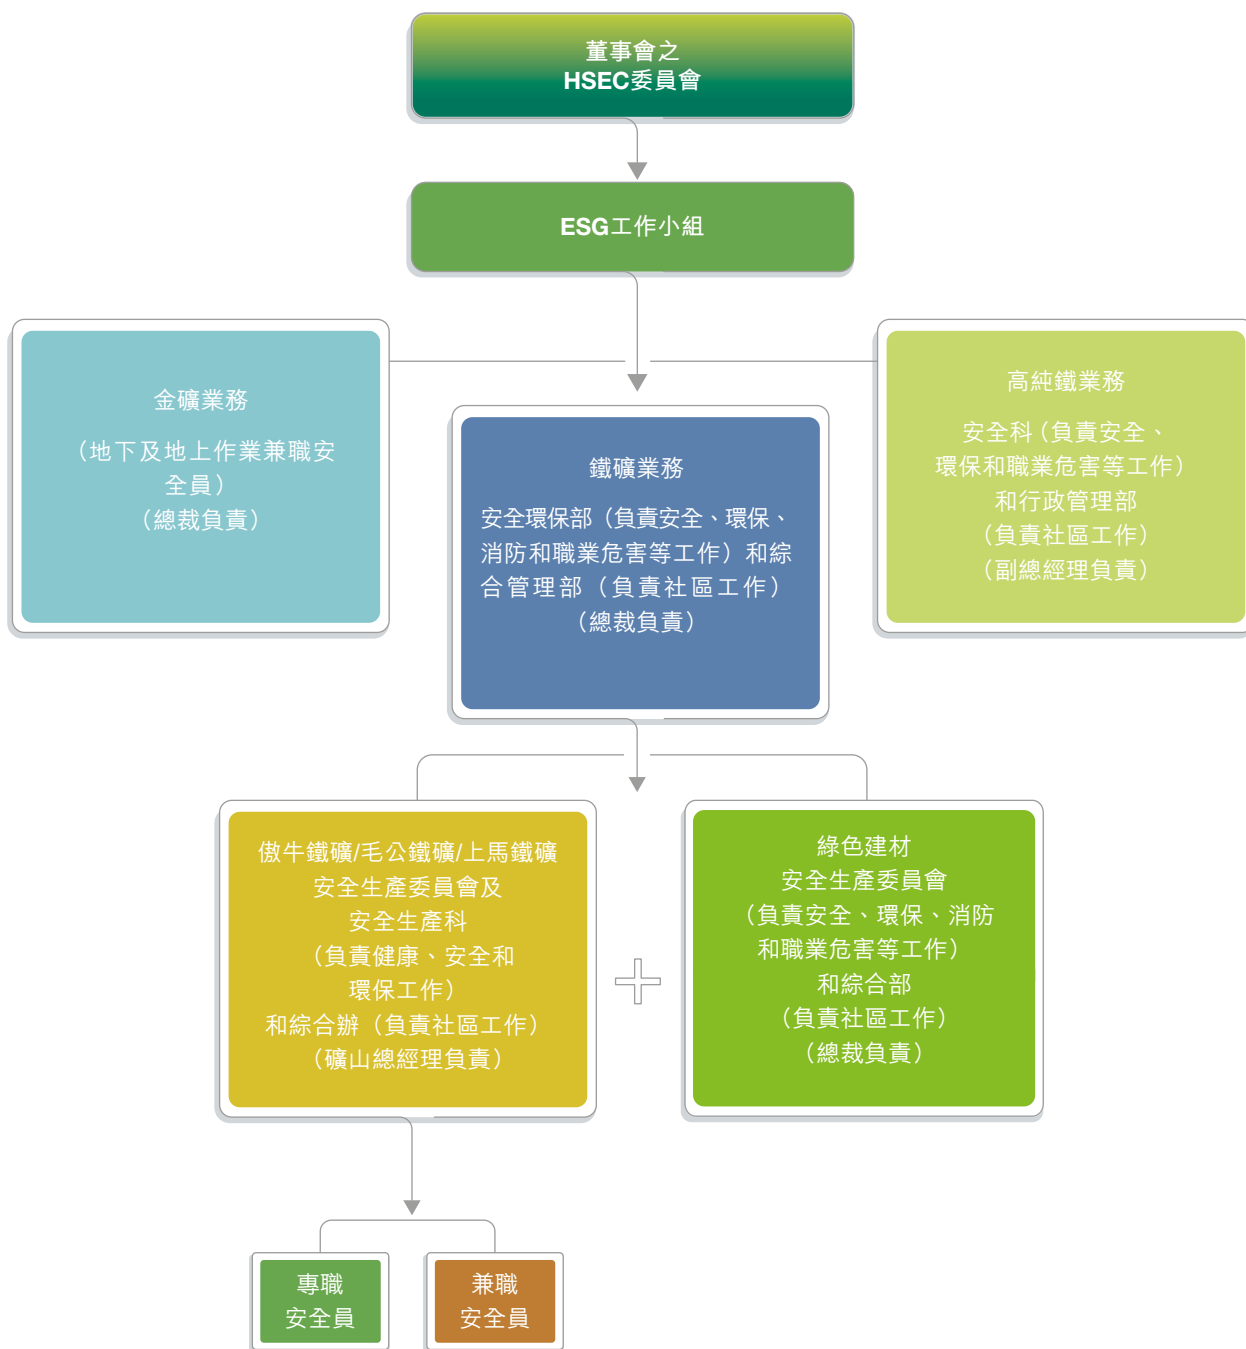 董事會之
HSEC委員會
ESG工作小組
金礦業務
（地下及地上作業兼職安
全員）
（總裁負責）
鐵礦業務
安全環保部（負責安全、環保、
消防和職業危害等工作）和綜
合管理部（負責社區工作）
（總裁負責）
高純鐵業務
安全科（負責安全、
環保和職業危害等工作）
和行政管理部
（負責社區工作）
（副總經理負責）
傲牛鐵礦/毛公鐵礦/上馬鐵礦
安全生產委員會及
安全生產科
（負責健康、安全和
環保工作）
和綜合辦（負責社區工作）
（礦山總經理負責）
綠色建材
安全生產委員會
（負責安全、環保、消防
和職業危害等工作）
和綜合部
（負責社區工作）
（總裁負責）
專職
安全員
兼職
安全員